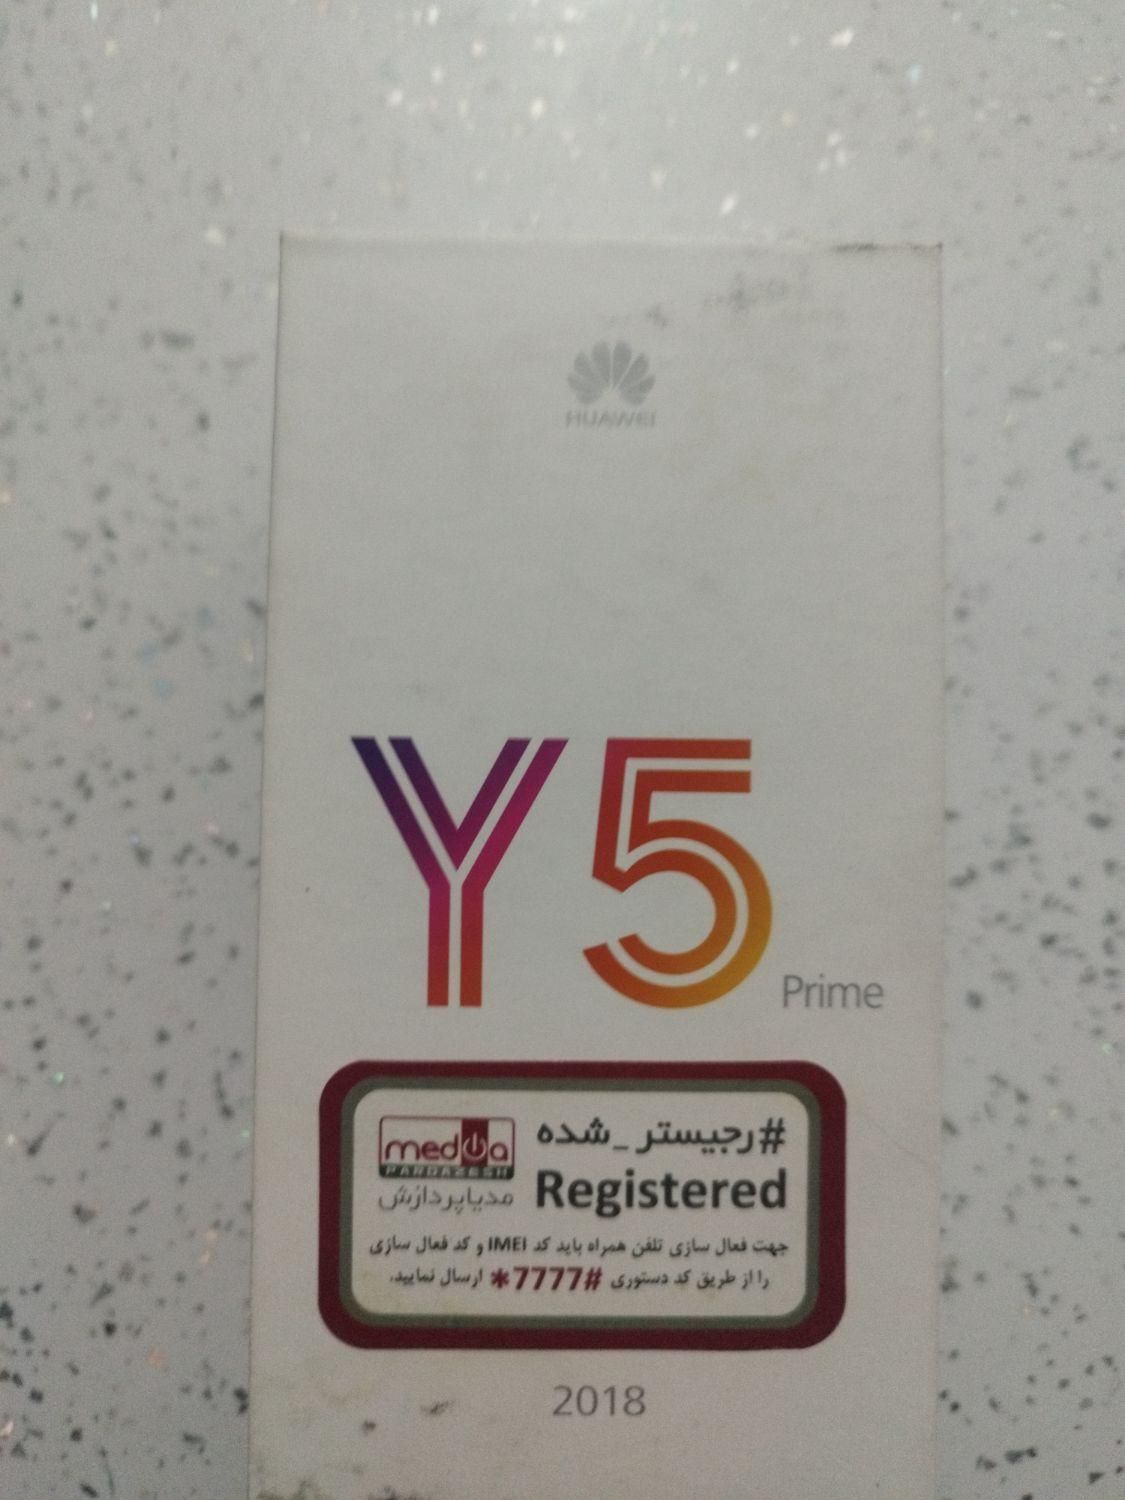 HUAWEI
Y5 Prime
#رجیستر_شده
Registered
med a
PARDAZESH
مدیاپردازش
جهت فعال سازی تلفن همراه باید کد IMEI و کد فعال سازی
را از طریق کد دستوری *7777# ارسال نمایید.
2018